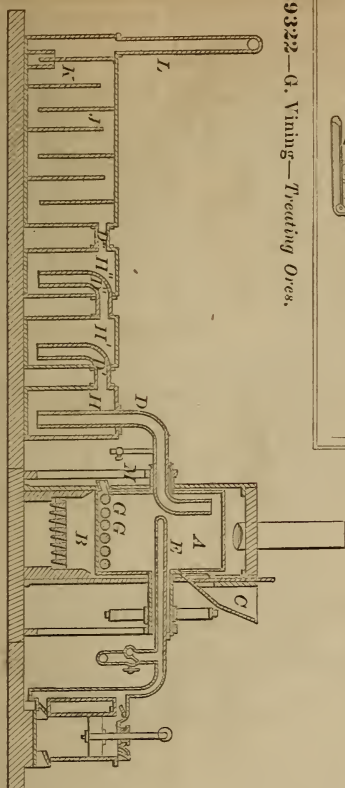 9322—G. Vining—Treating Ores.
L
K
J
H"
H'
H
D
M
G G
B
A
E
C